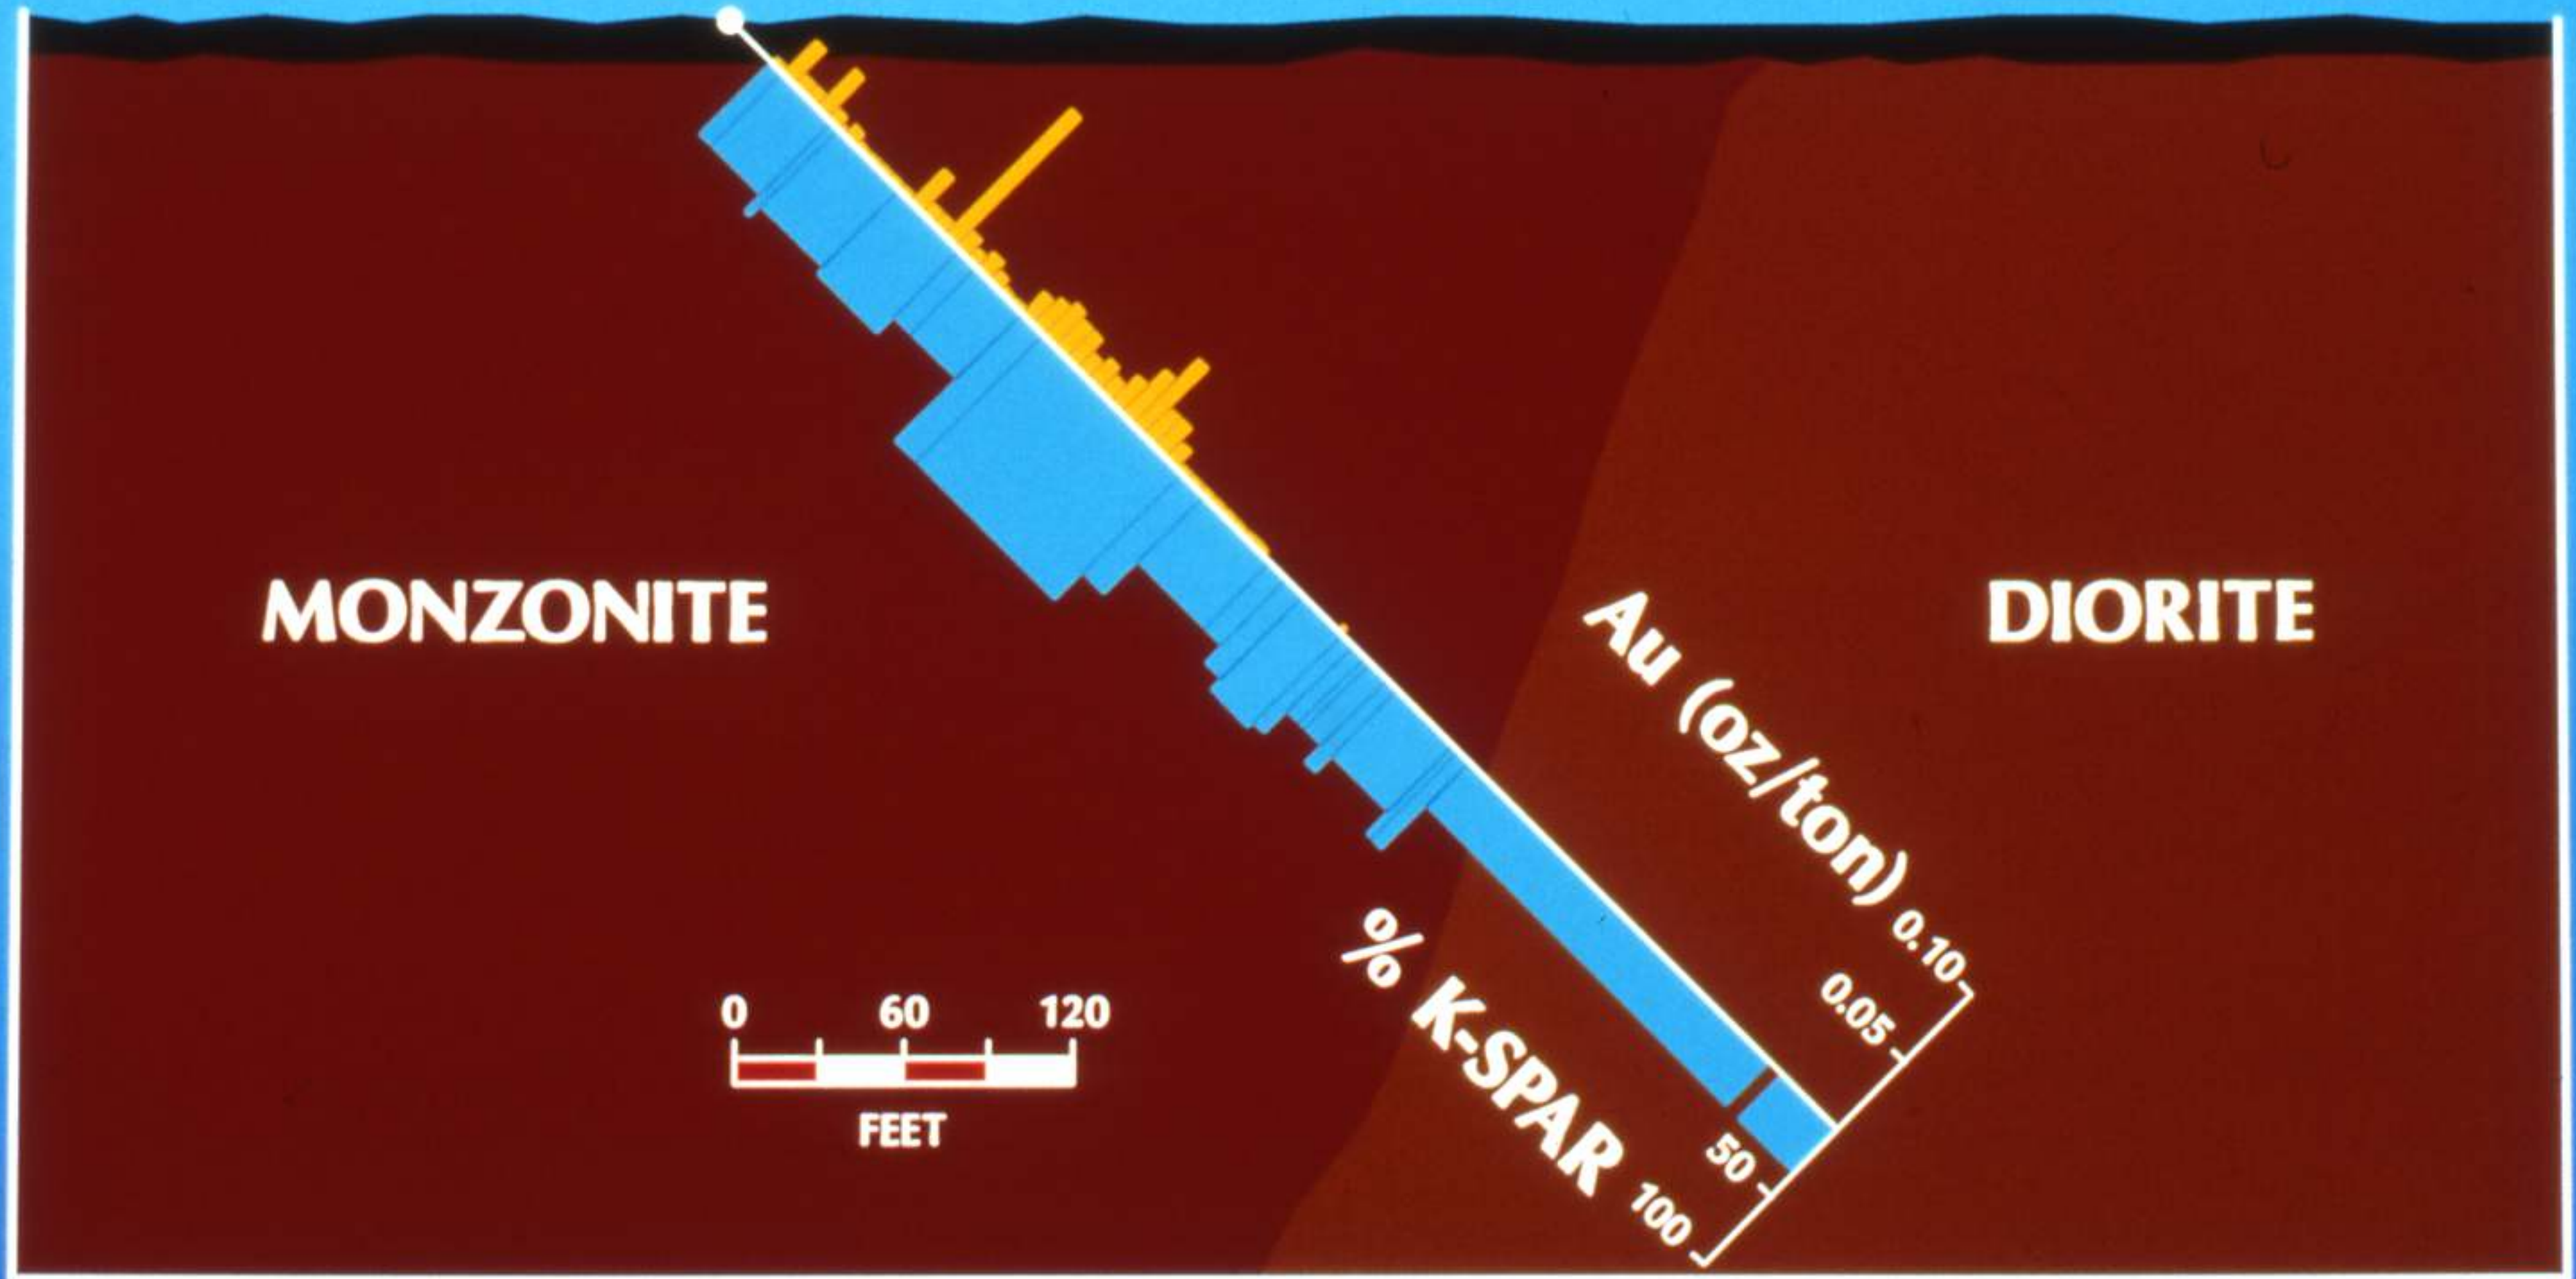 MONZONITE
DIORITE
Au (oz/ton)
0.10
0.05
% K-SPAR
50
100
0 60 120
FEET